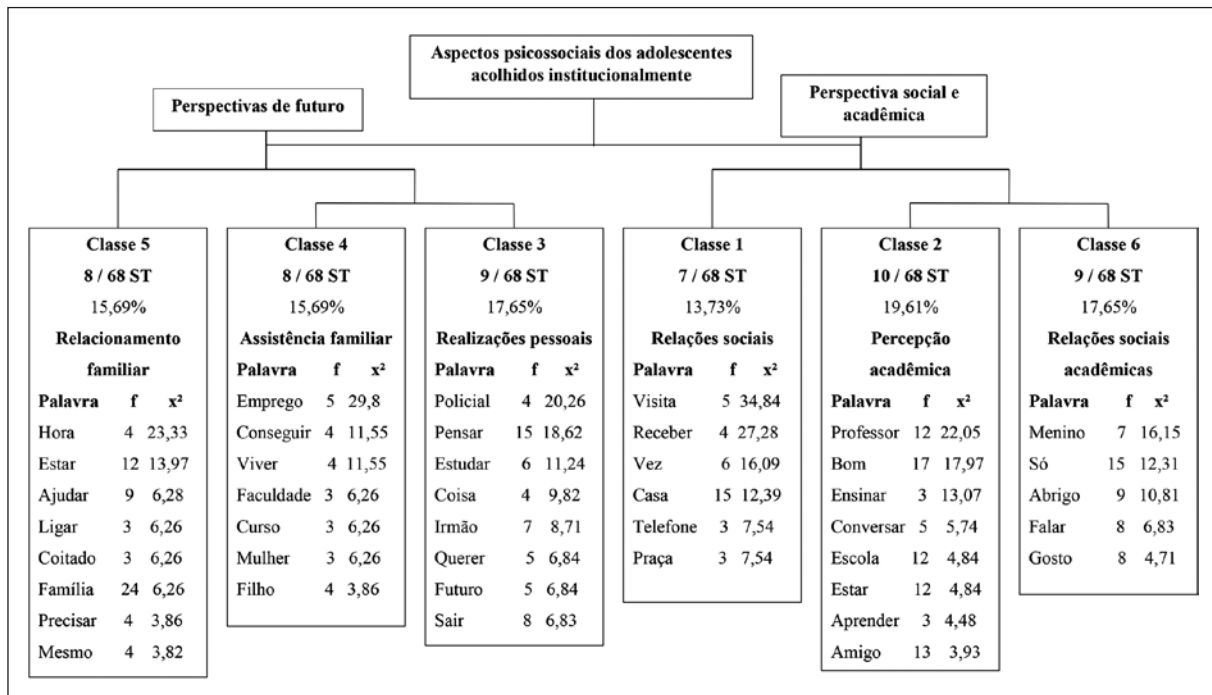 Aspectos psicossociais dos adolescentes
acolhidos institucionalmente
Perspectivas de futuro
Perspectiva social e
acadêmica
Classe 5
8 / 68 ST
15,69%
Relacionamento
familiar
Palavra f x²
Hora 4 23,33
Estar 12 13,97
Ajudar 9 6,28
Ligar 3 6,26
Coitado 3 6,26
Família 24 6,26
Precisar 4 3,86
Mesmo 4 3,82
Classe 4
8 / 68 ST
15,69%
Assistência familiar
Palavra f x²
Emprego 5 29,8
Conseguir 4 11,55
Viver 4 11,55
Faculdade 3 6,26
Curso 3 6,26
Mulher 3 6,26
Filho 4 3,86
Classe 3
9 / 68 ST
17,65%
Realizações pessoais
Palavra f x²
Policial 4 20,26
Pensar 15 18,62
Estudar 6 11,24
Coisa 4 9,82
Irmão 7 8,71
Querer 5 6,84
Futuro 5 6,84
Sair 8 6,83
Classe 1
7 / 68 ST
13,73%
Relações sociais
Palavra f x²
Visita 5 34,84
Receber 4 27,28
Vez 6 16,09
Casa 15 12,39
Telefone 3 7,54
Praça 3 7,54
Classe 2
10 / 68 ST
19,61%
Percepção
acadêmica
Palavra f x²
Professor 12 22,05
Bom 17 17,97
Ensinar 3 13,07
Conversar 5 5,74
Escola 12 4,84
Estar 12 4,84
Aprender 3 4,48
Amigo 13 3,93
Classe 6
9 / 68 ST
17,65%
Relações sociais
acadêmicas
Palavra f x²
Menino 7 16,15
Só 15 12,31
Abrigo 9 10,81
Falar 8 6,83
Gosto 8 4,71